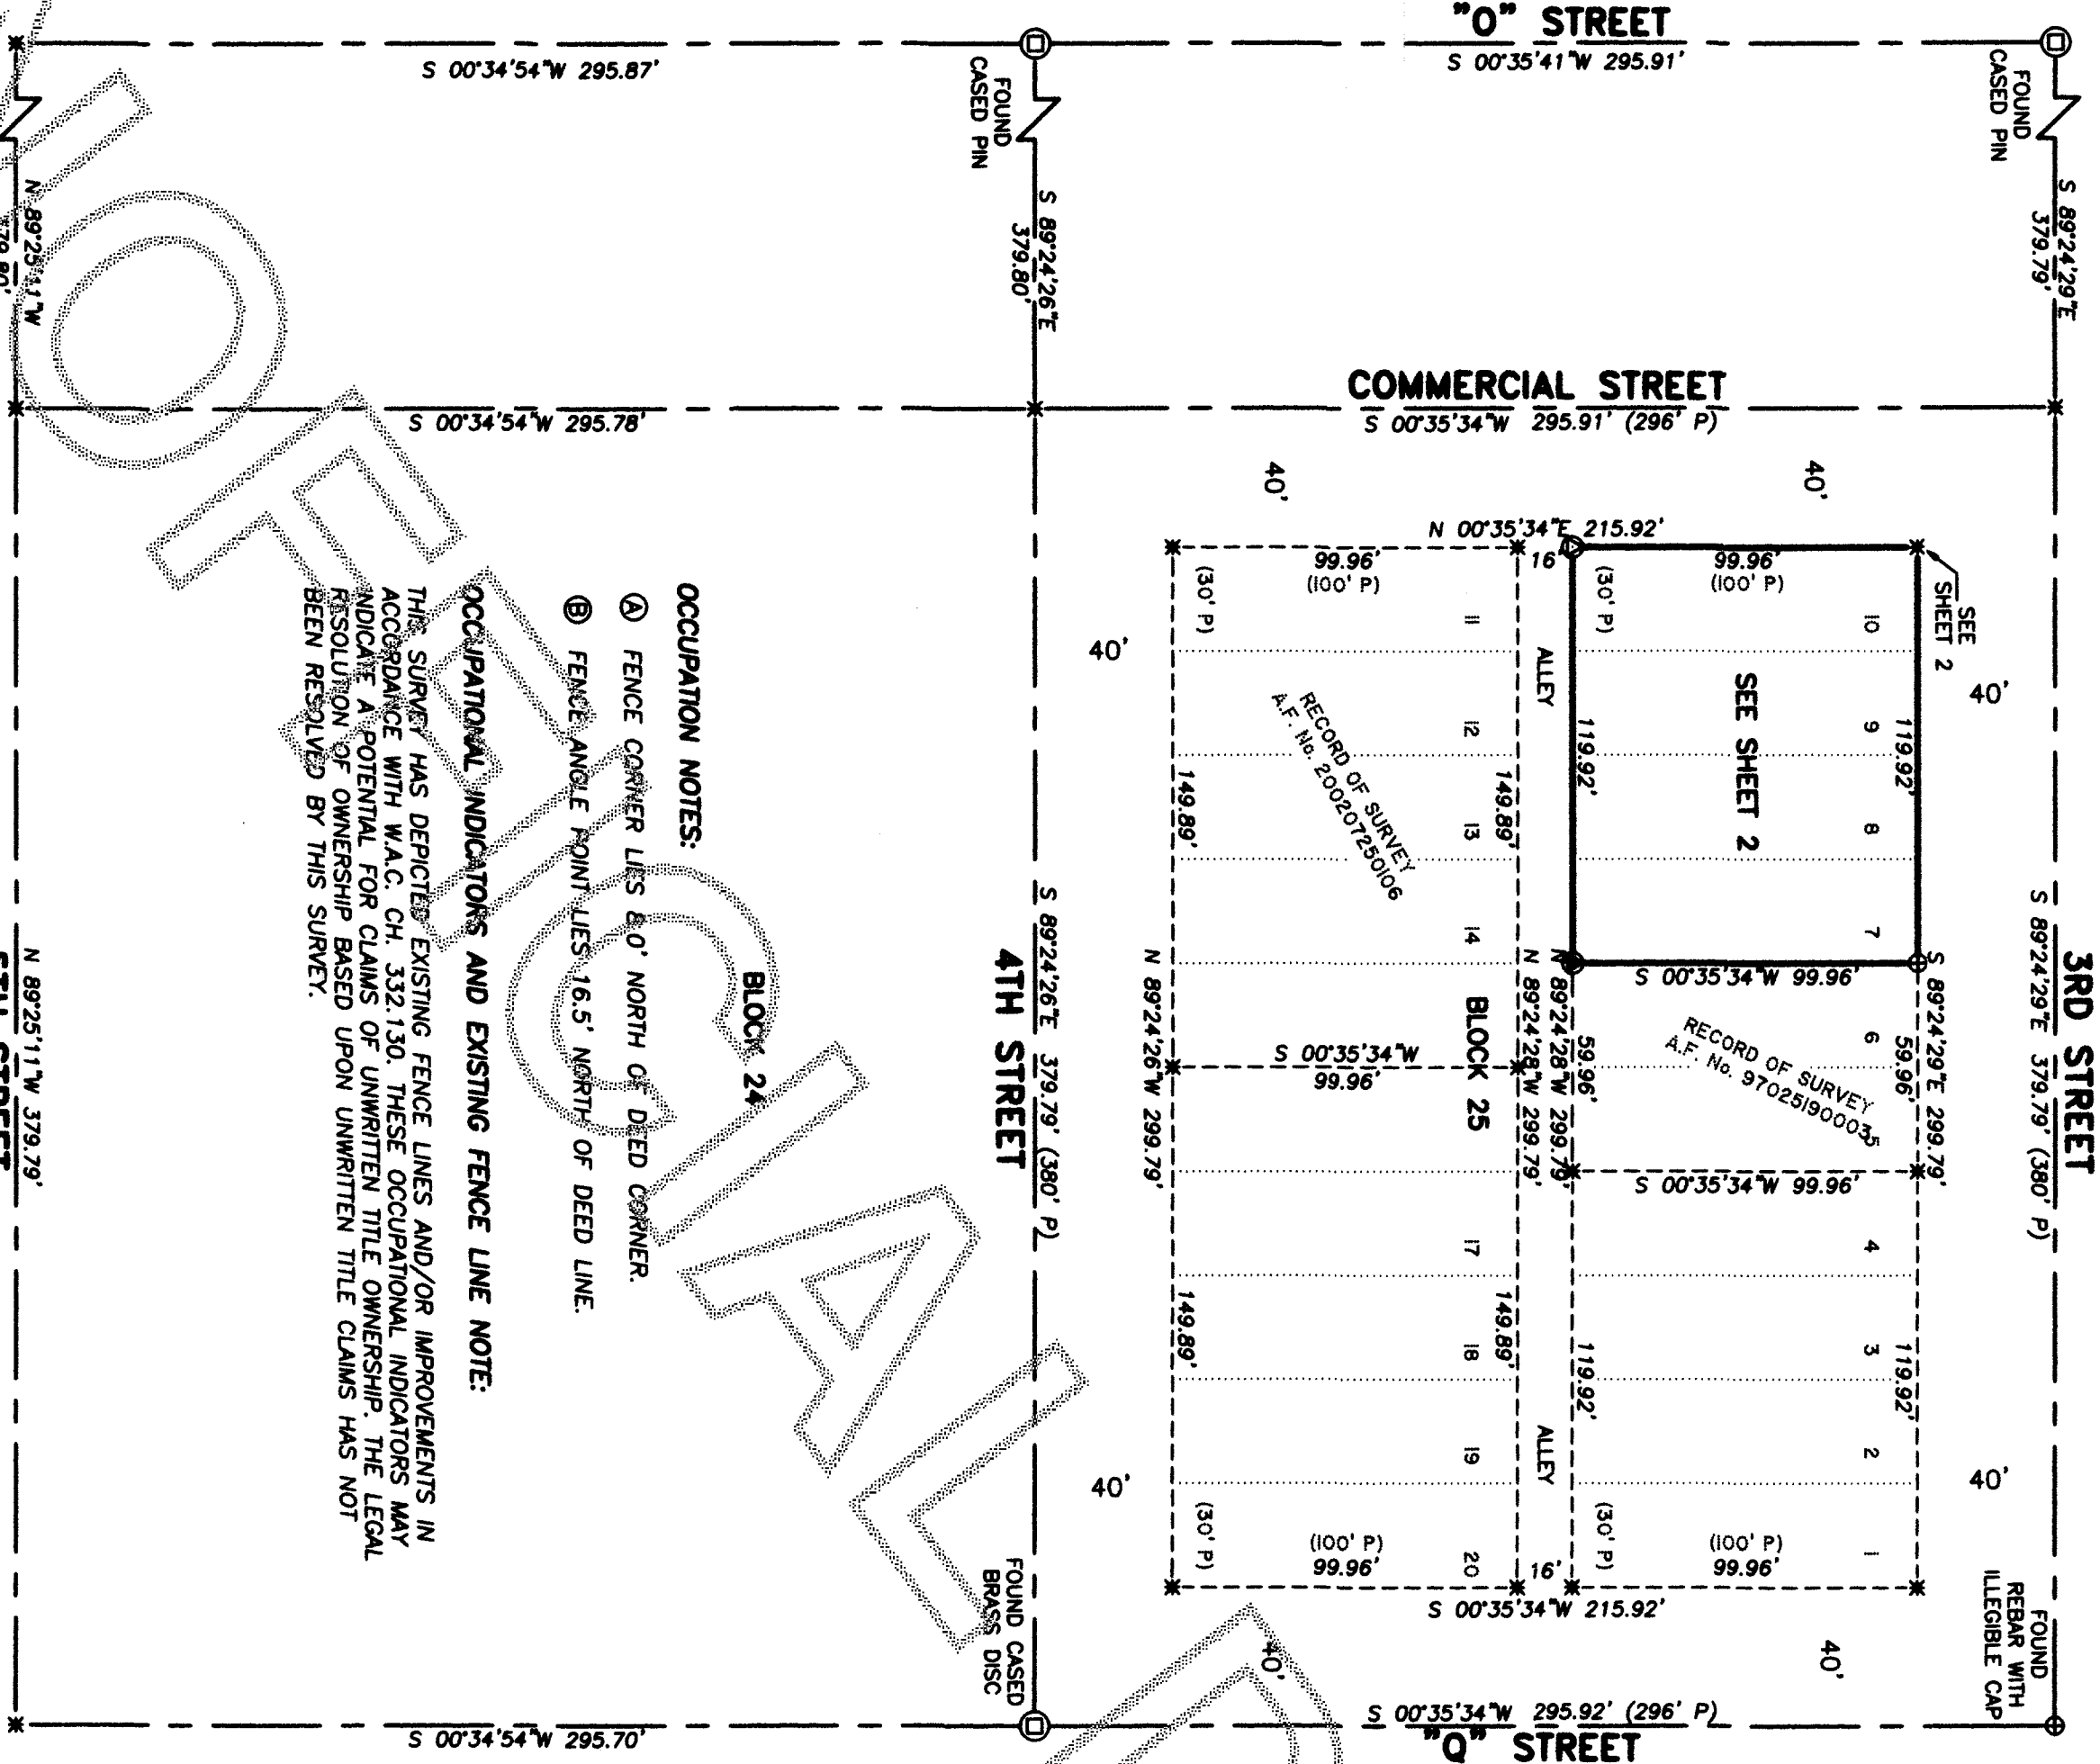 "O" STREET
S 00°35'41"W 295.91'
S 00°34'54"W 295.87'
FOUND
CASED PIN
FOUND
CASED PIN
S 89°24'29"E
379.79'
S 89°24'26"E
379.80'
N 89°25'11"W
379.80'
COMMERCIAL STREET
S 00°35'34"W 295.91' (296' P)
S 00°34'54"W 295.78'
40'
40'
N 00°35'34"E 215.92'
99.96'
(100' P)
16'
99.96'
(100' P)
(30' P)
(30' P)
SEE
SHEET 2
40'
40'
10
9
8
7
11
12
13
14
ALLEY
SEE SHEET 2
119.92'
119.92'
149.89'
149.89'
RECORD OF SURVEY
A.F. No. 200207250106
3RD STREET
S 89°24'29"E 379.79' (380' P)
S 89°24'29"E 299.79'
S 00°35'34"W 99.96'
59.96'
59.96'
6
RECORD OF SURVEY
A.F. No. 9702519000
S 00°35'34"W 99.96'
N 89°24'28"W 299.79'
N 89°24'28"W 299.79'
BLOCK 25
S 00°35'34"W
99.96'
N 89°24'26"W 299.79'
4
3
2
1
17
18
19
20
119.92'
119.92'
149.89'
149.89'
ALLEY
40'
40'
(30' P)
(30' P)
(100' P)
99.96'
16'
(100' P)
99.96'
S 00°35'34"W 215.92'
40'
40'
FOUND
REBAR WITH
ILLEGIBLE CAP
FOUND CASED
BRASS DISC
S 00°35'34"W 295.92' (296' P)
"Q" STREET
S 00°34'54"W 295.70'
S 89°24'26"E 379.79' (380' P)
4TH STREET
BLOCK 24
OCCUPATION NOTES:
A FENCE CORNER LIES 8.0' NORTH OF DEED CORNER.
B FENCE ANGLE POINT LIES 16.5' NORTH OF DEED LINE.
OCCUPATIONAL INDICATORS AND EXISTING FENCE LINE NOTE:
THIS SURVEY HAS DEPICTED EXISTING FENCE LINES AND/OR IMPROVEMENTS IN
ACCORDANCE WITH W.A.C. CH. 332.130. THESE OCCUPATIONAL INDICATORS MAY
INDICATE A POTENTIAL FOR CLAIMS OF UNWRITTEN TITLE OWNERSHIP. THE LEGAL
RESOLUTION OF OWNERSHIP BASED UPON UNWRITTEN TITLE CLAIMS HAS NOT
BEEN RESOLVED BY THIS SURVEY.
N 89°25'11"W 379.79'
5TH STREET